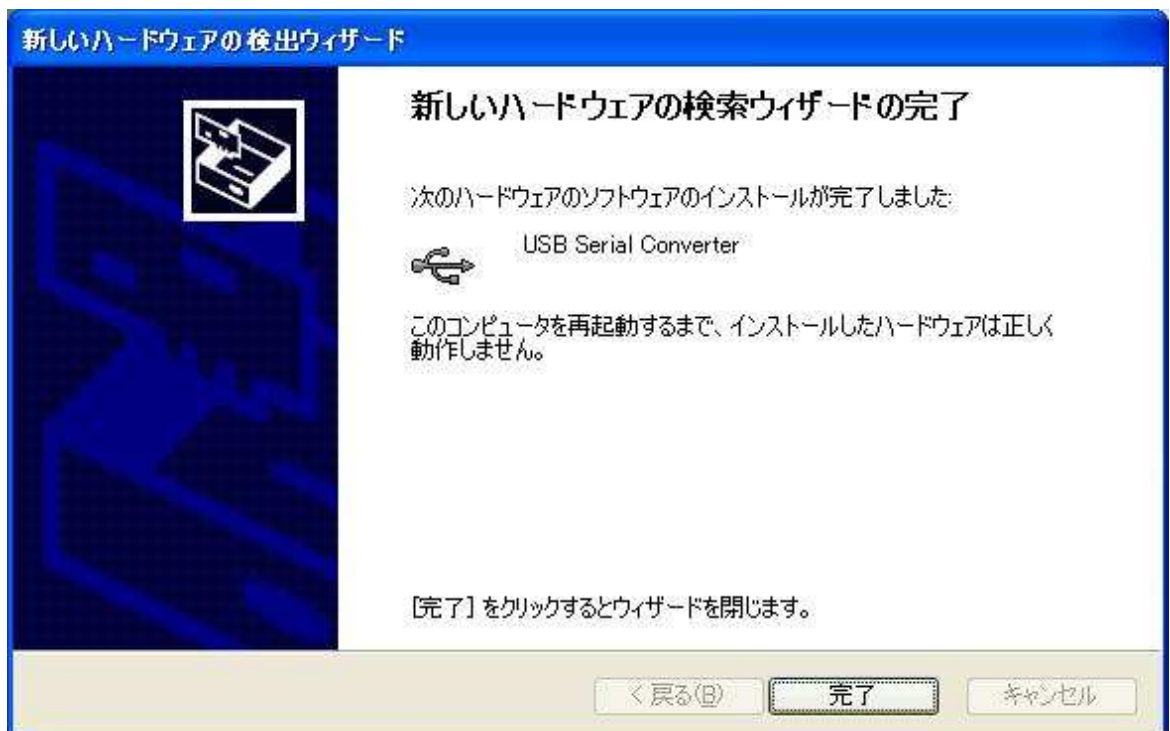 新しいハードウェアの検出ウィザード
新しいハードウェアの検索ウィザードの完了
次のハードウェアのソフトウェアのインストールが完了しました:
USB Serial Converter
このコンピュータを再起動するまで、インストールしたハードウェアは正しく
動作しません。
[完了] をクリックするとウィザードを閉じます。
< 戻る(B) 完了 キャンセル